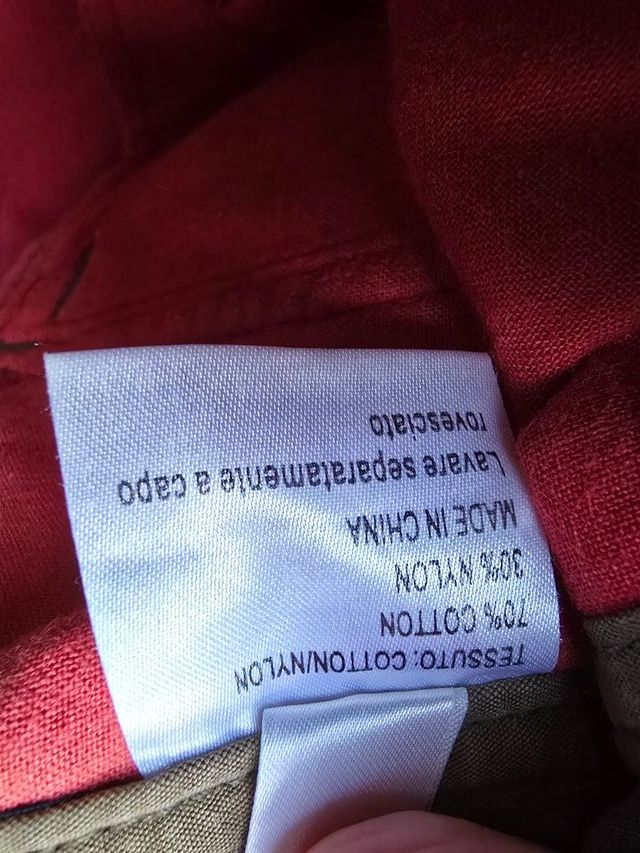 TESSUTO: COTTON/NYLON
70% COTTON
30% NYLON
MADE IN CHINA
Lavare separatamente a capo
rovesciato